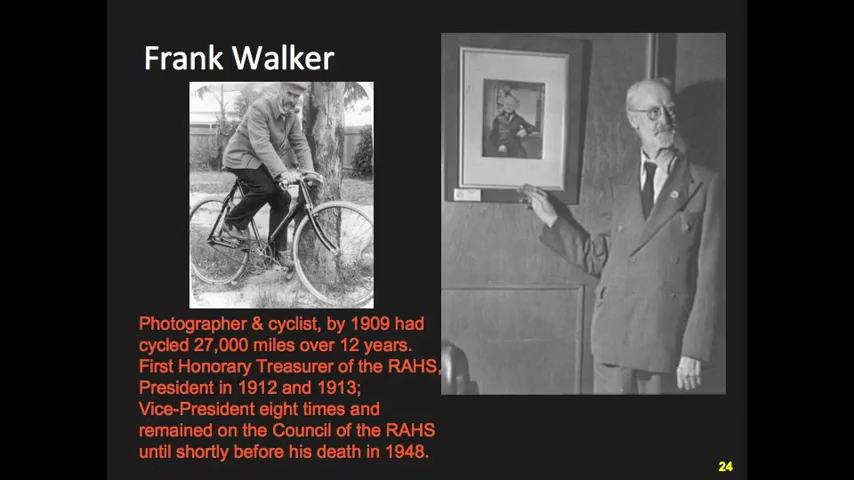 Frank Walker
Photographer & cyclist, by 1909 had
cycled 27,000 miles over 12 years.
First Honorary Treasurer of the RAHS,
President in 1912 and 1913;
Vice-President eight times and
remained on the Council of the RAHS
until shortly before his death in 1948.
24